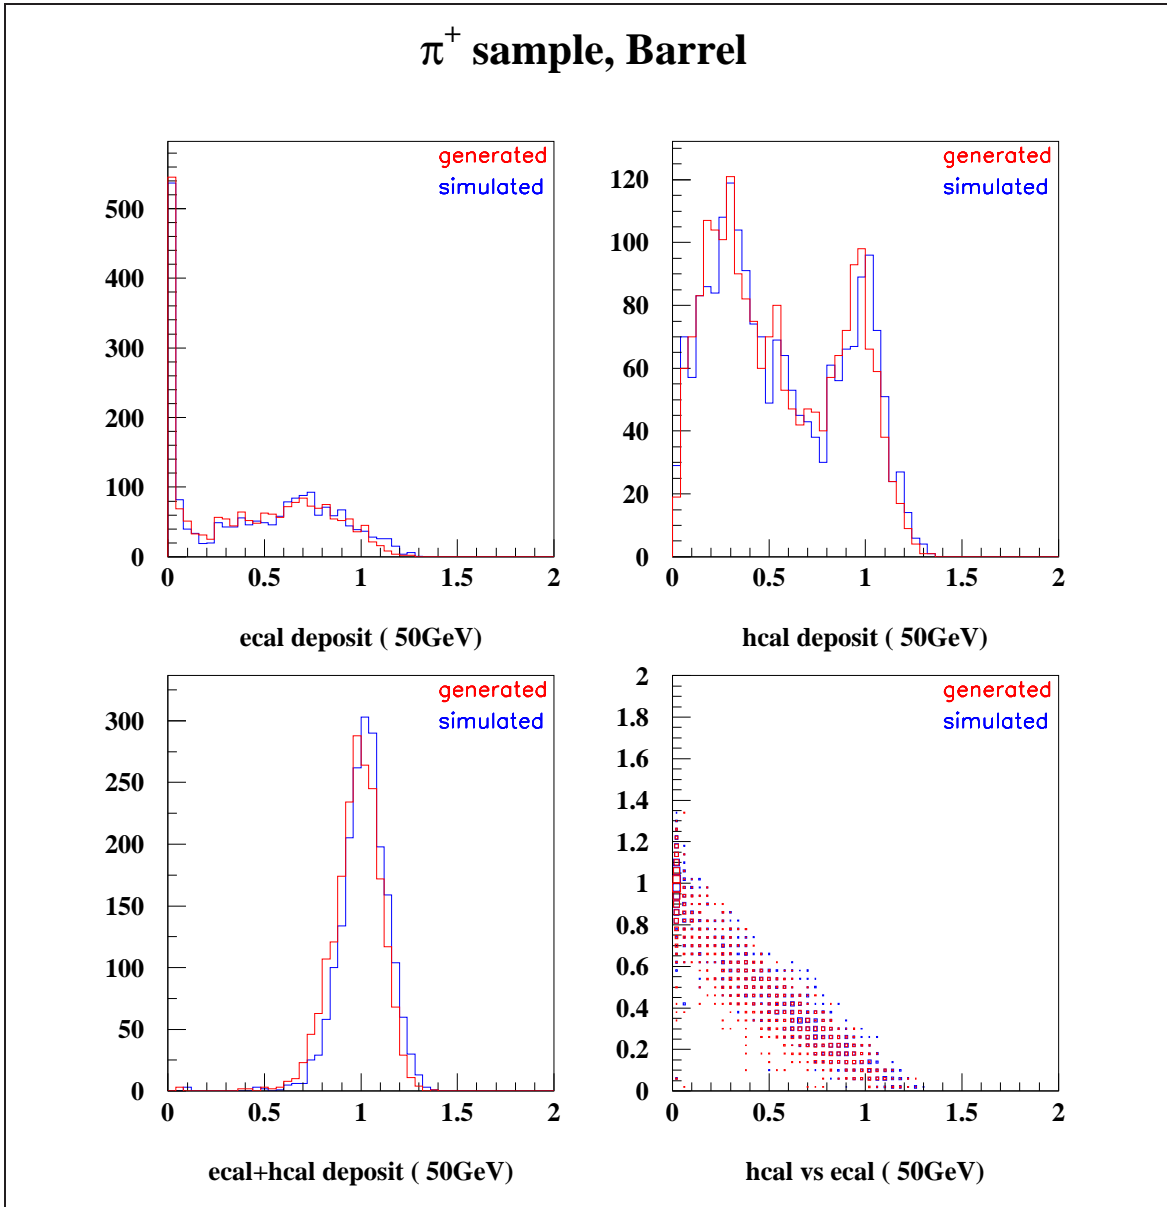 π+ sample, Barrel
generated
simulated
500
400
300
200
100
0
0 0.5 1 1.5 2
ecal deposit ( 50GeV)
generated
simulated
120
100
80
60
40
20
0
0 0.5 1 1.5 2
hcal deposit ( 50GeV)
generated
simulated
300
250
200
150
100
50
0
0 0.5 1 1.5 2
ecal+hcal deposit ( 50GeV)
generated
simulated
2
1.8
1.6
1.4
1.2
1
0.8
0.6
0.4
0.2
0
0 0.5 1 1.5 2
hcal vs ecal ( 50GeV)